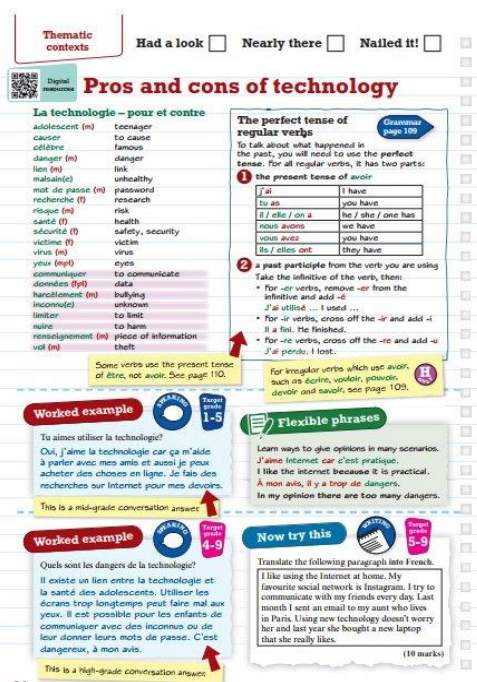 Thematic
contexts
Had a look
Nearly there
Nailed it!
Digital
resources
Pros and cons of technology
La technologie – pour et contre
adolescent (m) teenager
causer to cause
célèbre famous
danger (m) danger
lien (m) link
malsain(e) unhealthy
mot de passe (m) password
recherche (f) research
risque (m) risk
santé (f) health
sécurité (f) safety, security
victime (f) victim
virus (m) virus
yeux (mpl) eyes
communiquer to communicate
données (fpl) data
harcèlement (m) bullying
inconnu(e) unknown
limiter to limit
nuire to harm
renseignement (m) piece of information
vol (m) theft
Some verbs use the present tense
of être, not avoir. See page 110.
The perfect tense of
regular verbs
Grammar
page 109
To talk about what happened in
the past, you will need to use the perfect
tense. For all regular verbs, it has two parts:
1 the present tense of avoir
j'ai I have
tu as you have
il / elle / on a he / she / one has
nous avons we have
vous avez you have
ils / elles ont they have
2 a past participle from the verb you are using
Take the infinitive of the verb, then:
• For -er verbs, remove -er from the
infinitive and add -é
J'ai utilisé ... I used ...
• For -ir verbs, cross off the -ir and add -i
Il a fini. He finished.
• For -re verbs, cross off the -re and add -u
J'ai perdu. I lost.
For irregular verbs which use avoir,
such as écrire, vouloir, pouvoir,
devoir and savoir, see page 109.
H
Worked example
SPEAKING
Target
grade
1-5
Tu aimes utiliser la technologie?
Oui, j'aime la technologie car ça m'aide
à parler avec mes amis et aussi je peux
acheter des choses en ligne. Je fais des
recherches sur Internet pour mes devoirs.
This is a mid-grade conversation answer.
Flexible phrases
Learn ways to give opinions in many scenarios.
J'aime Internet car c'est pratique.
I like the internet because it is practical.
À mon avis, il y a trop de dangers.
In my opinion there are too many dangers.
Worked example
SPEAKING
Target
grade
4-9
Quels sont les dangers de la technologie?
Il existe un lien entre la technologie et
la santé des adolescents. Utiliser les
écrans trop longtemps peut faire mal aux
yeux. Il est possible pour les enfants de
communiquer avec des inconnus ou de
leur donner leurs mots de passe. C'est
dangereux, à mon avis.
This is a high-grade conversation answer.
Now try this
WRITING
Target
grade
5-9
Translate the following paragraph into French.
I like using the Internet at home. My
favourite social network is Instagram. I try to
communicate with my friends every day. Last
month I sent an email to my aunt who lives
in Paris. Using new technology doesn't worry
her and last year she bought a new laptop
that she really likes.
(10 marks)